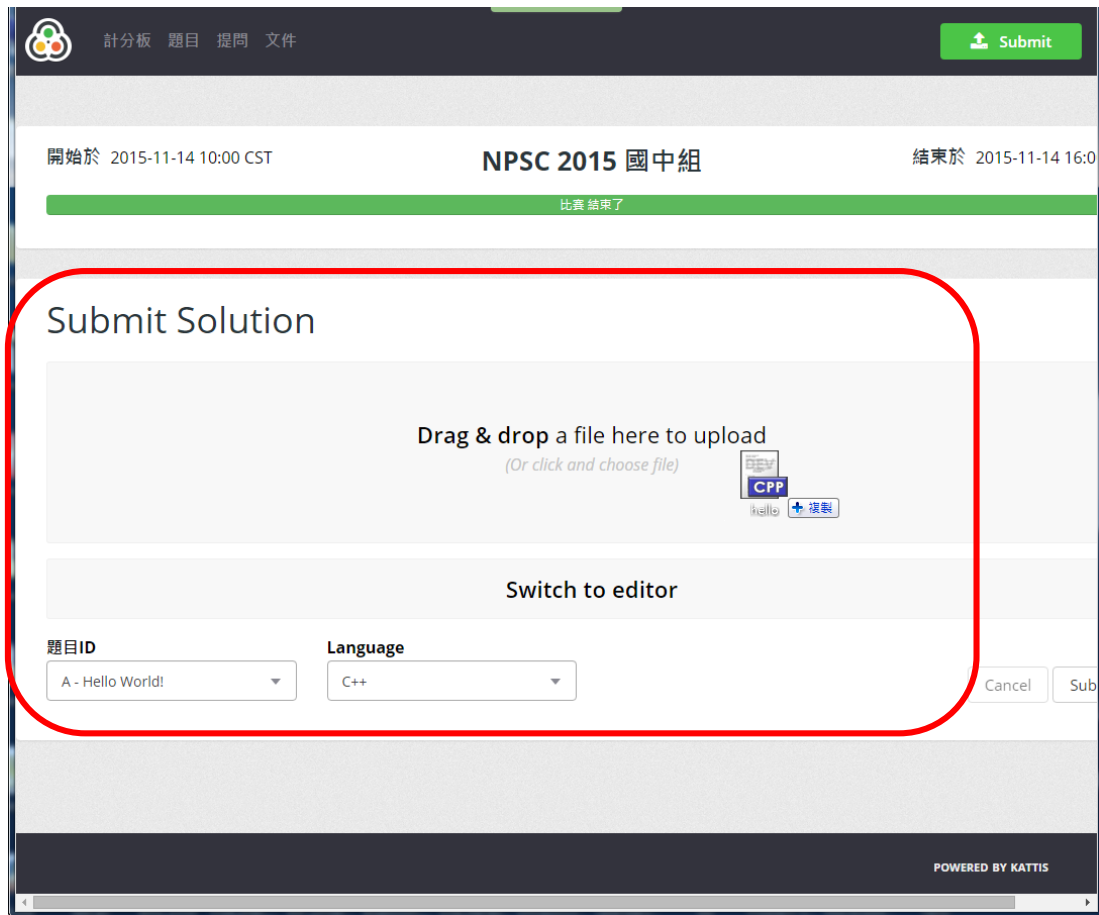 計分板 題目 提問 文件 Submit
開始於 2015-11-14 10:00 CST NPSC 2015 國中組 結束於 2015-11-14 16:0
比賽 結束了
Submit Solution
Drag & drop a file here to upload
(Or click and choose file)
DEV
CPP
hello 複製
Switch to editor
題目ID Language
A - Hello World! C++ Cancel Sub
POWERED BY KATTIS